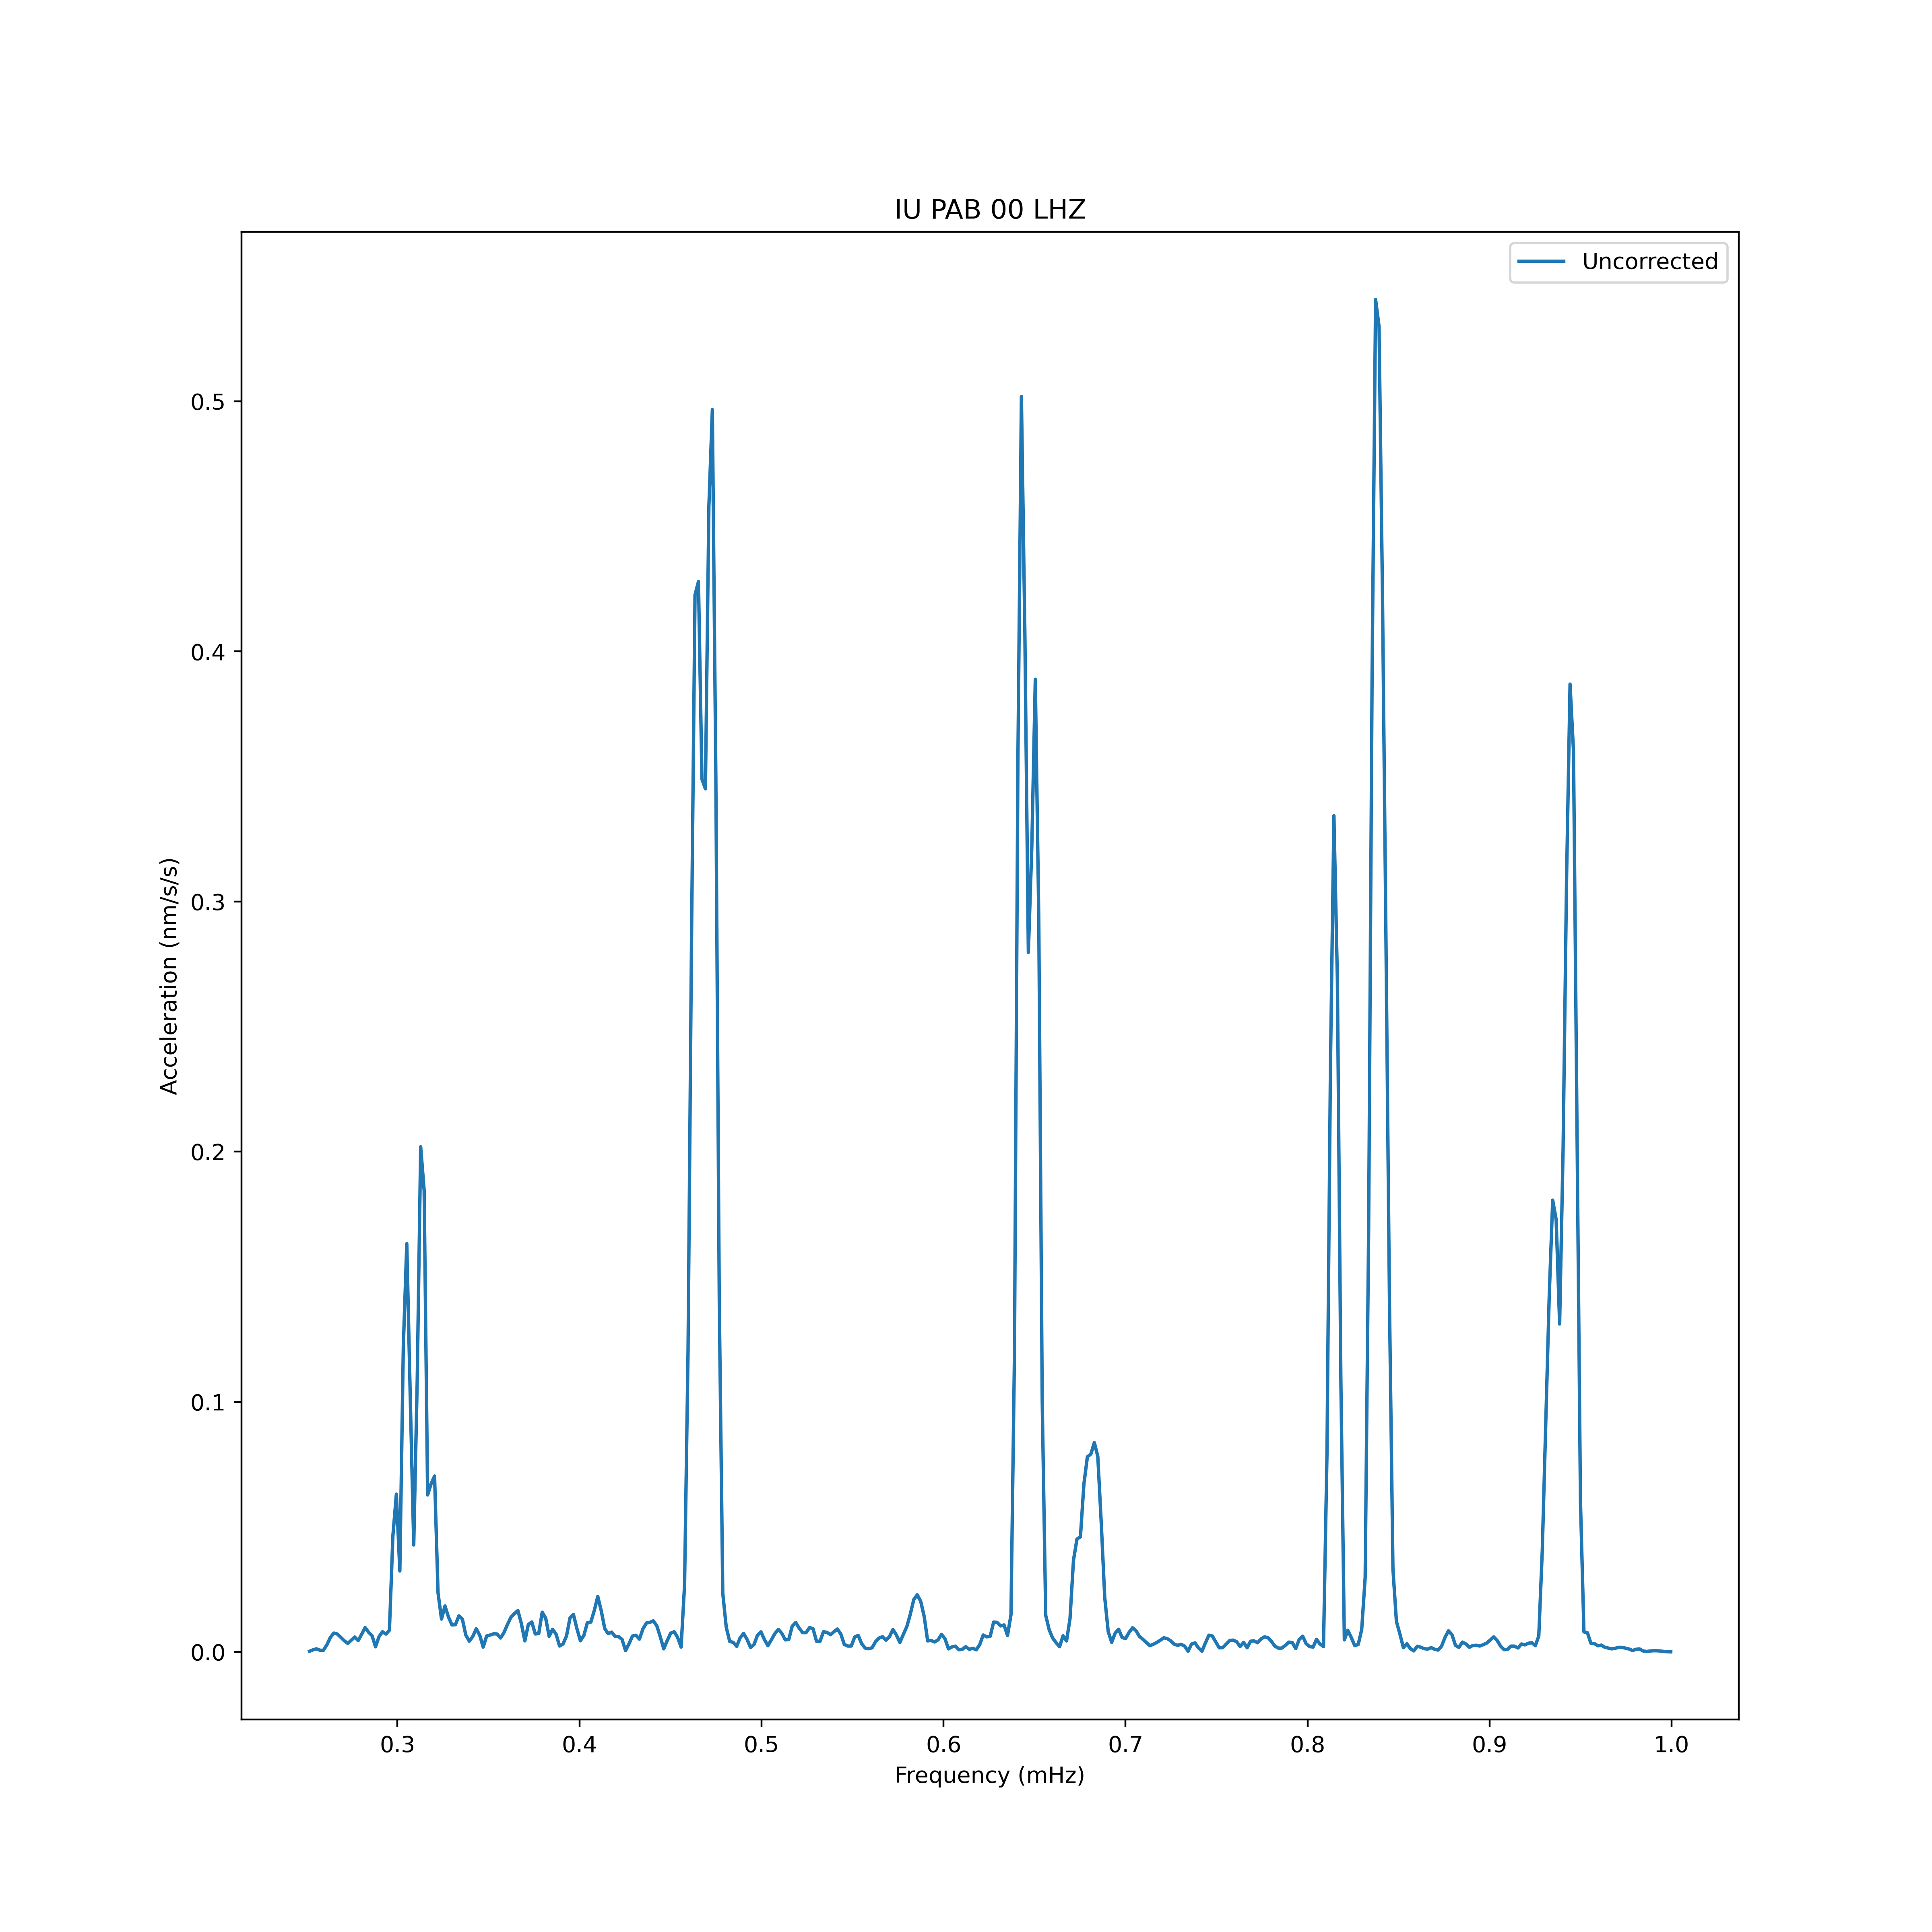 IU PAB 00 LHZ
Uncorrected
Acceleration (nm/s/s)
0.5
0.4
0.3
0.2
0.1
0.0
0.3 0.4 0.5 0.6 0.7 0.8 0.9 1.0
Frequency (mHz)